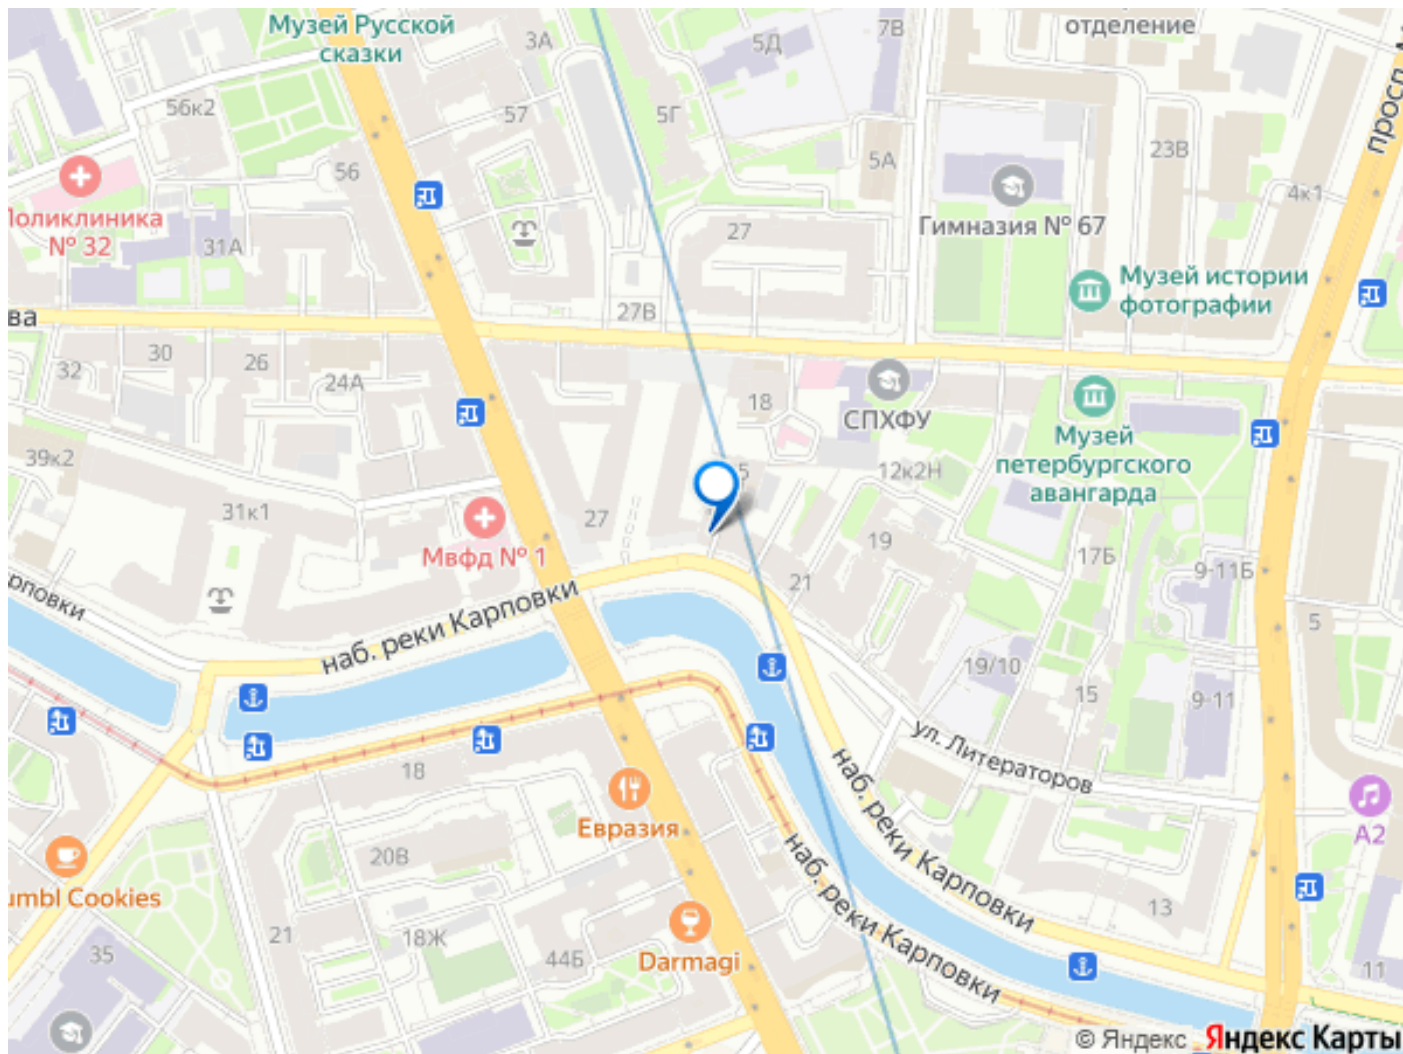 Музей Русской
сказки
3А
5Д
7В
отделение
просп.
56к2
57
5Г
5А
23В
56
4к1
Поликлиника
№ 32
31А
27
Гимназия № 67
Музей истории
фотографии
ва
27В
32
30
26
24А
18
СПХФУ
Музей
петербургского
авангарда
39к2
31к1
27
5
12к2Н
19
17Б
9-11Б
Мвфд № 1
рповки
наб. реки Карповки
21
5
19/10
15
9-11
18
ул. Литераторов
наб. реки Карповки
Евразия
A2
20В
наб. реки Карповки
umbl Cookies
13
21
18Ж
44Б
Darmagi
35
11
© Яндекс Яндекс Карты